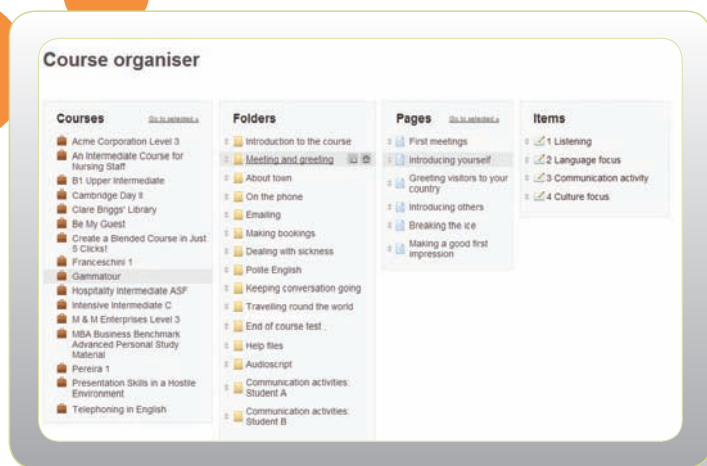 Course organiser
Courses
Go to selected »
Acme Corporation Level 3
An Intermediate Course for
Nursing Staff
B1 Upper Intermediate
Cambridge Day II
Clare Briggs' Library
Be My Guest
Create a Blended Course in Just
5 Clicks!
Franceschini 1
Gammatour
Hospitality Intermediate ASF
Intensive Intermediate C
M & M Enterprises Level 3
MBA Business Benchmark
Advanced Personal Study
Material
Pereira 1
Presentation Skills in a Hostile
Environment
Telephoning in English
Folders
Introduction to the course
Meeting and greeting
About town
On the phone
Emailing
Making bookings
Dealing with sickness
Polite English
Keeping conversation going
Travelling round the world
End of course test
Help files
Audioscript
Communication activities:
Student A
Communication activities:
Student B
Pages
Go to selected »
First meetings
Introducing yourself
Greeting visitors to your
country
Introducing others
Breaking the ice
Making a good first
impression
Items
1 Listening
2 Language focus
3 Communication activity
4 Culture focus